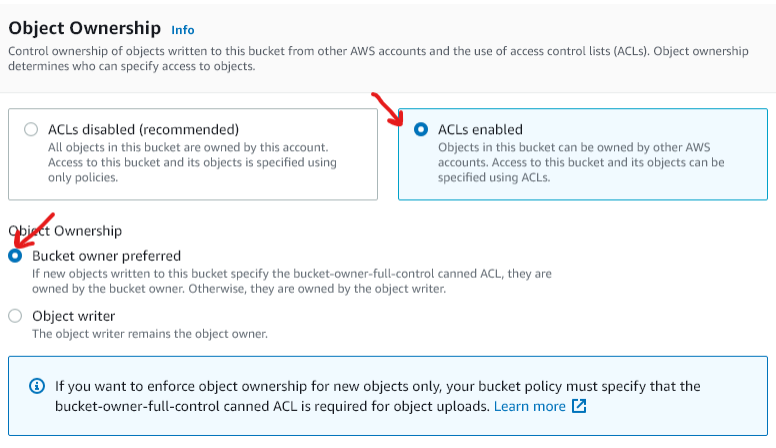 Object Ownership Info
Control ownership of objects written to this bucket from other AWS accounts and the use of access control lists (ACLs). Object ownership
determines who can specify access to objects.
ACLs disabled (recommended)
All objects in this bucket are owned by this account.
Access to this bucket and its objects is specified using
only policies.
ACLs enabled
Objects in this bucket can be owned by other AWS
accounts. Access to this bucket and its objects can be
specified using ACLs.
Object Ownership
Bucket owner preferred
If new objects written to this bucket specify the bucket-owner-full-control canned ACL, they are
owned by the bucket owner. Otherwise, they are owned by the object writer.
Object writer
The object writer remains the object owner.
If you want to enforce object ownership for new objects only, your bucket policy must specify that the
bucket-owner-full-control canned ACL is required for object uploads. Learn more